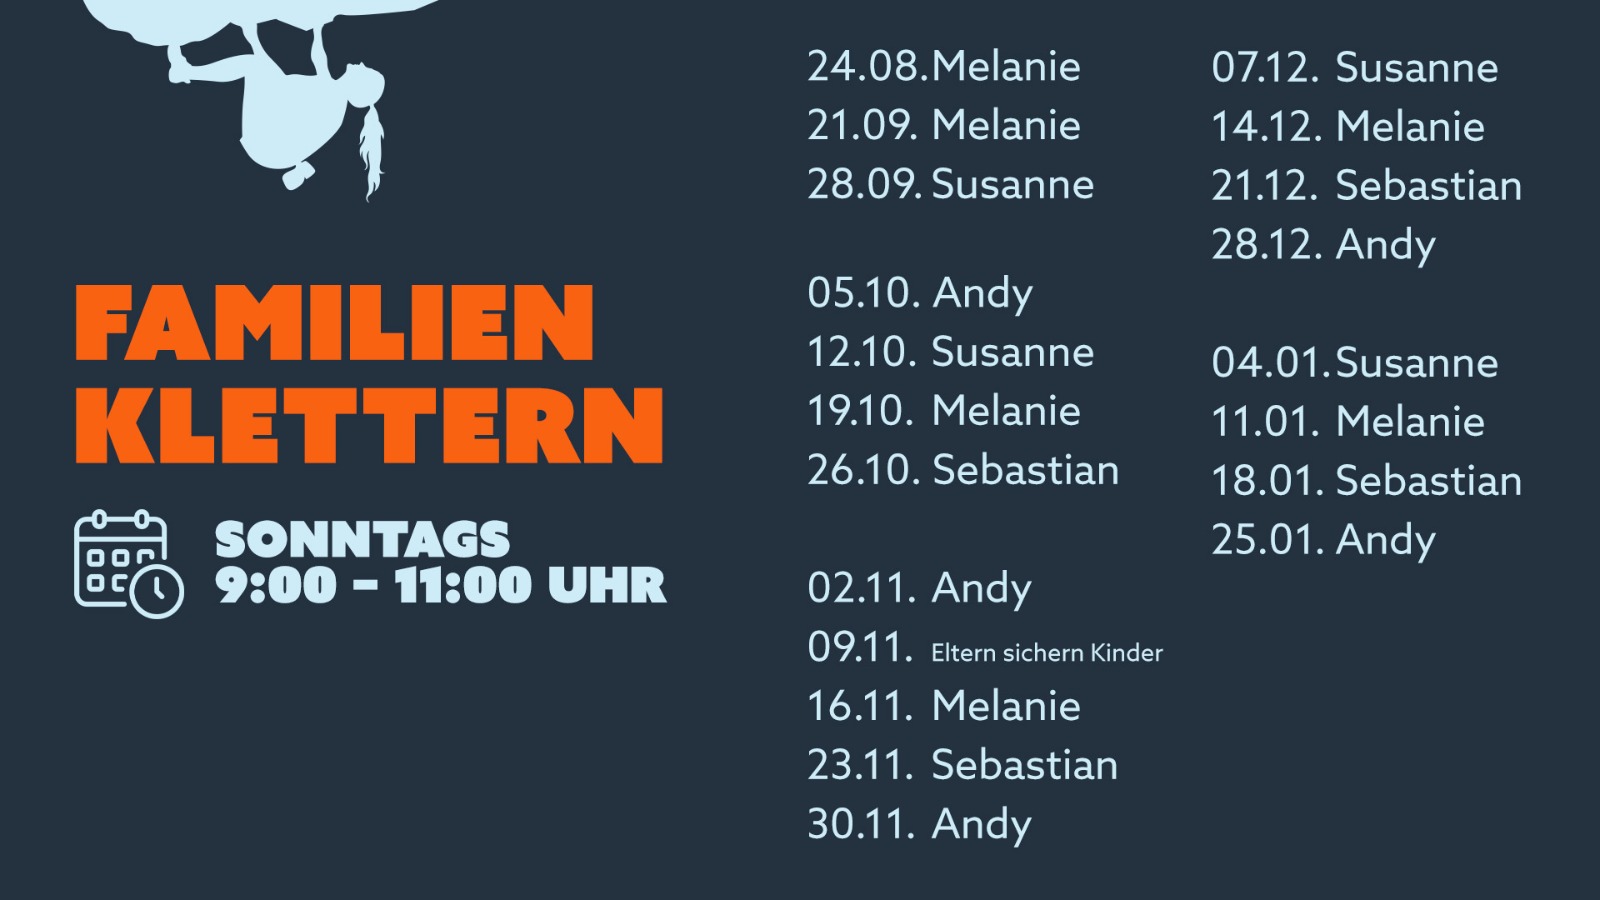 FAMILIEN
KLETTERN
SONNTAGS
9:00 – 11:00 UHR
24.08. Melanie
21.09. Melanie
28.09. Susanne
05.10. Andy
12.10. Susanne
19.10. Melanie
26.10. Sebastian
02.11. Andy
09.11. Eltern sichern Kinder
16.11. Melanie
23.11. Sebastian
30.11. Andy
07.12. Susanne
14.12. Melanie
21.12. Sebastian
28.12. Andy
04.01. Susanne
11.01. Melanie
18.01. Sebastian
25.01. Andy